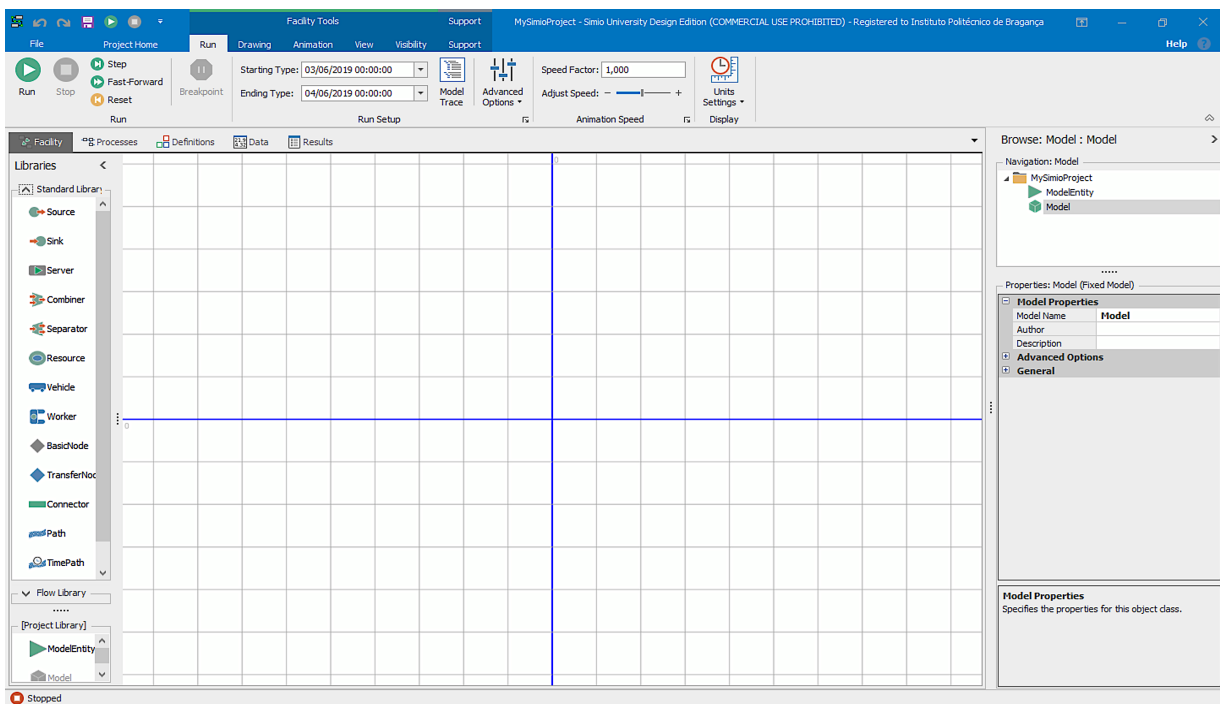 Facility Tools
Support
MySimioProject - Simio University Design Edition (COMMERCIAL USE PROHIBITED) - Registered to Instituto Politécnico de Bragança
File
Project Home
Run
Drawing
Animation
View
Visibility
Support
Help
Run
Stop
Step
Fast-Forward
Reset
Run
Breakpoint
Starting Type: 03/06/2019 00:00:00
Ending Type: 04/06/2019 00:00:00
Run Setup
Model
Trace
Advanced
Options
Speed Factor: 1,000
Adjust Speed: - +
Animation Speed
Units
Settings
Display
Facility
Processes
Definitions
Data
Results
Libraries
Standard Library
Source
Sink
Server
Combiner
Separator
Resource
Vehicle
Worker
BasicNode
TransferNod
Connector
Path
TimePath
Flow Library
[Project Library]
ModelEntity
Model
0
0
Browse: Model : Model
Navigation: Model
MySimioProject
ModelEntity
Model
Properties: Model (Fixed Model)
Model Properties
Model Name Model
Author
Description
Advanced Options
General
Model Properties
Specifies the properties for this object class.
Stopped